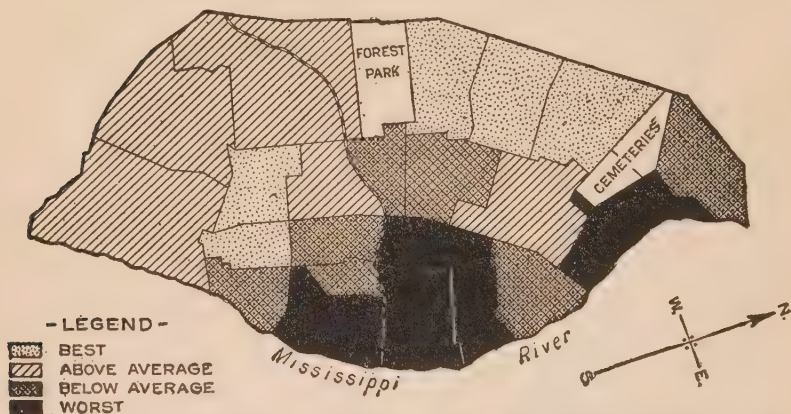 FOREST
PARK
CEMETERIES
-LEGEND-
BEST
ABOVE AVERAGE
BELOW AVERAGE
WORST
Mississippi River
N.
W.
S
E.